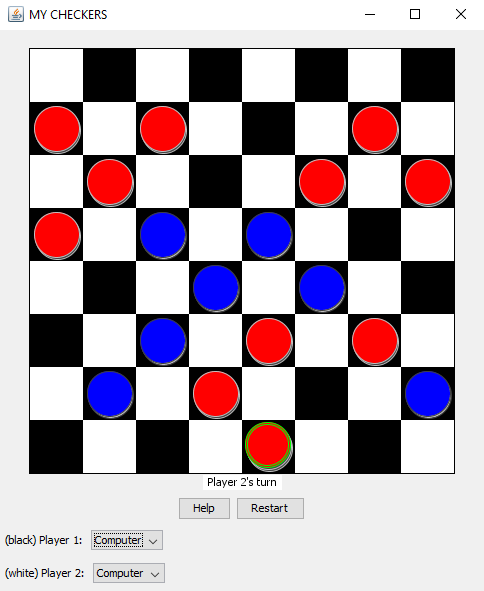 MY CHECKERS
Player 2's turn
Help Restart
(black) Player 1: Computer
(white) Player 2: Computer